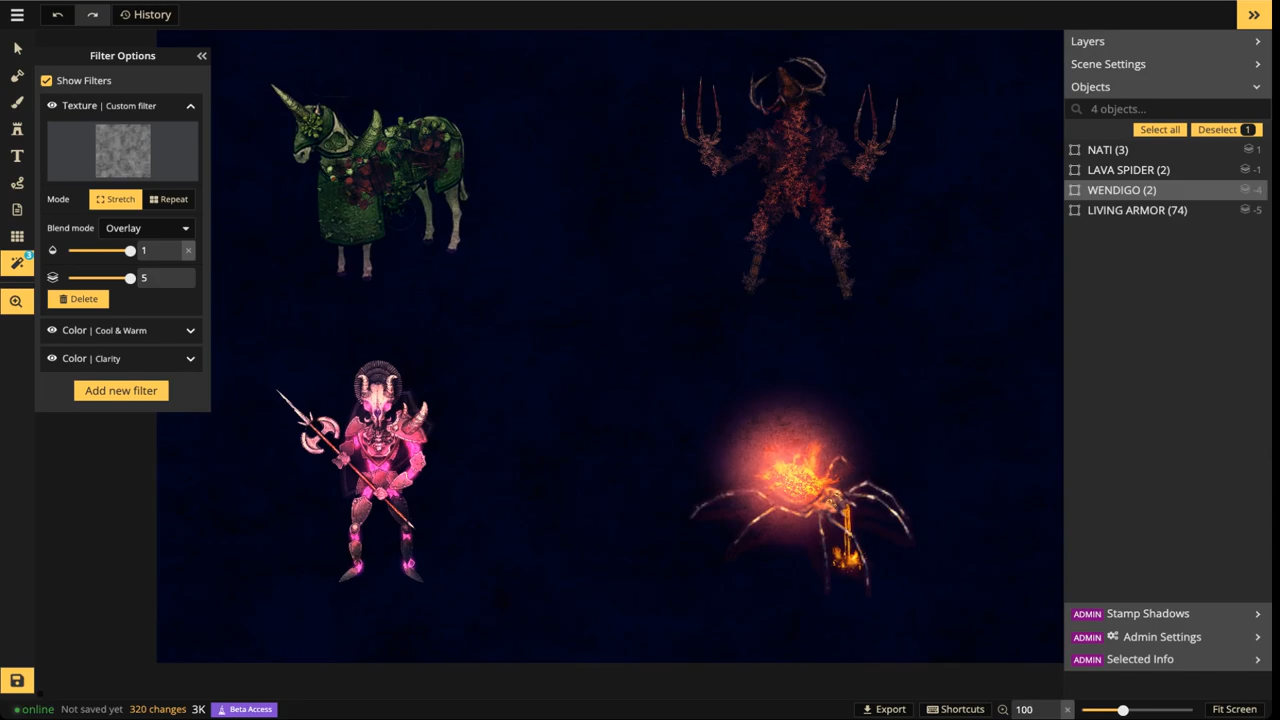 History
Filter Options
Show Filters
Texture | Custom filter
Mode
Stretch
Repeat
Blend mode
Overlay
1
5
Delete
Color | Cool & Warm
Color | Clarity
Add new filter
3
Layers
Scene Settings
Objects
4 objects...
Select all
Deselect 1
NATI (3) 1
LAVA SPIDER (2) -1
WENDIGO (2) -4
LIVING ARMOR (74) -5
ADMIN Stamp Shadows
ADMIN Admin Settings
ADMIN Selected Info
online Not saved yet 320 changes 3K Beta Access
Export Shortcuts 100 Fit Screen